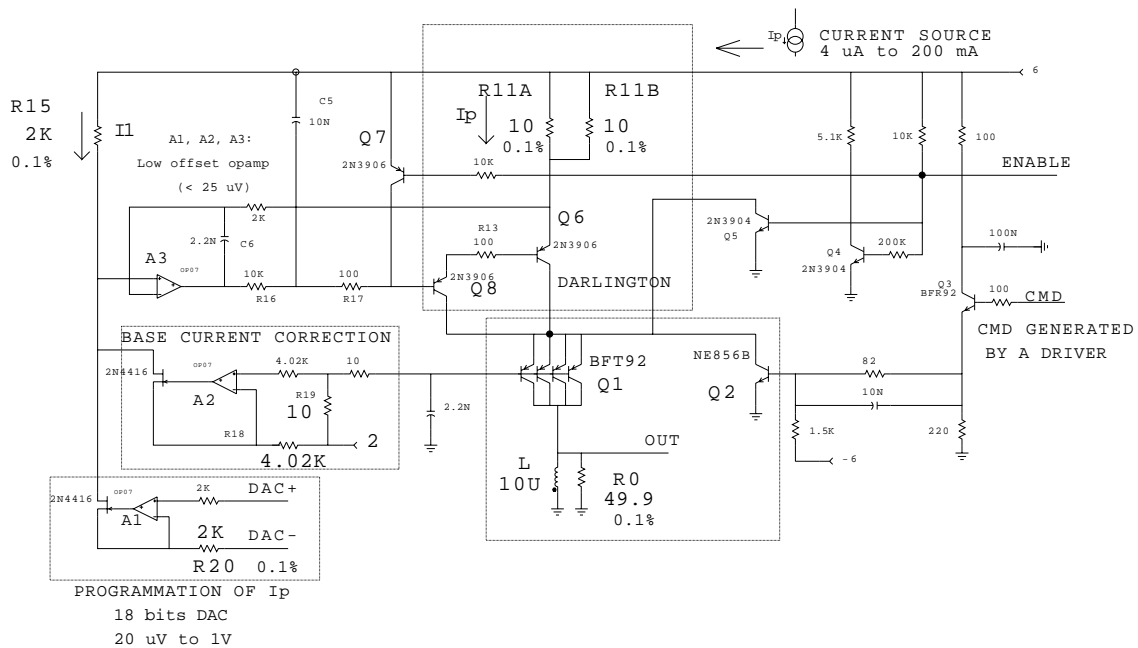 Ip
CURRENT SOURCE
4 uA to 200 mA
6
R15
2K
0.1%
I1
C5
10N
A1, A2, A3:
Low offset opamp
(< 25 uV)
Q7
2N3906
R11A
R11B
Ip
10
0.1%
10
0.1%
10K
5.1K
10K
100
ENABLE
2K
2.2N
C6
Q6
2N3906
R13
100
2N3904
Q5
Q4
2N3904
200K
100N
A3
OP07
10K
R16
100
R17
2N3906
Q8
DARLINGTON
Q3
BFR92
100
CMD
CMD GENERATED
BY A DRIVER
BASE CURRENT CORRECTION
2N4416
OP07
A2
4.02K
10
R19
10
R18
4.02K
2
2.2N
BFT92
Q1
NE856B
Q2
82
10N
1.5K
220
-6
OUT
L
10U
R0
49.9
0.1%
2N4416
OP07
A1
2K
DAC+
2K
DAC-
R20
0.1%
PROGRAMMATION OF Ip
18 bits DAC
20 uV to 1V